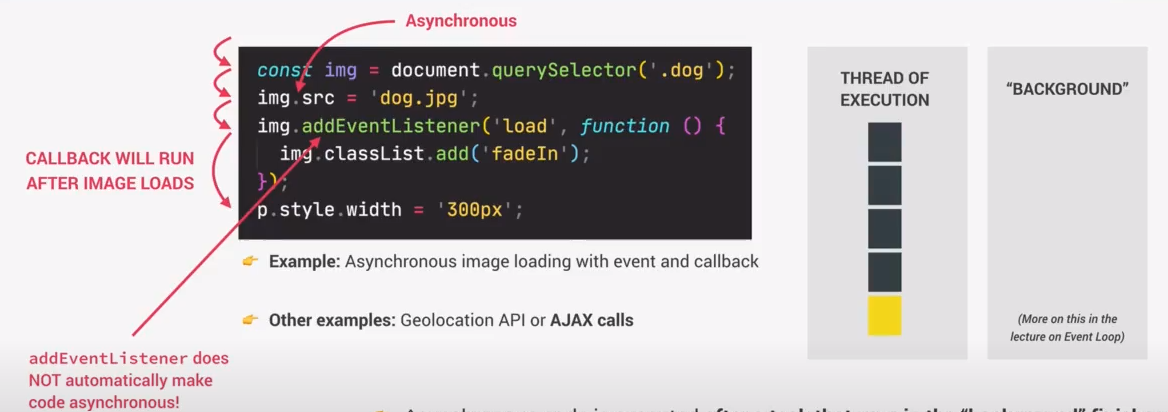 Asynchronous
const img = document.querySelector('.dog');
img.src = 'dog.jpg';
img.addEventListener('load', function () {
img.classList.add('fadeIn');
});
p.style.width = '300px';
CALLBACK WILL RUN
AFTER IMAGE LOADS
👉 Example: Asynchronous image loading with event and callback
👉 Other examples: Geolocation API or AJAX calls
addEventListener does
NOT automatically make
code asynchronous!
THREAD OF
EXECUTION
“BACKGROUND”
(More on this in the
lecture on Event Loop)